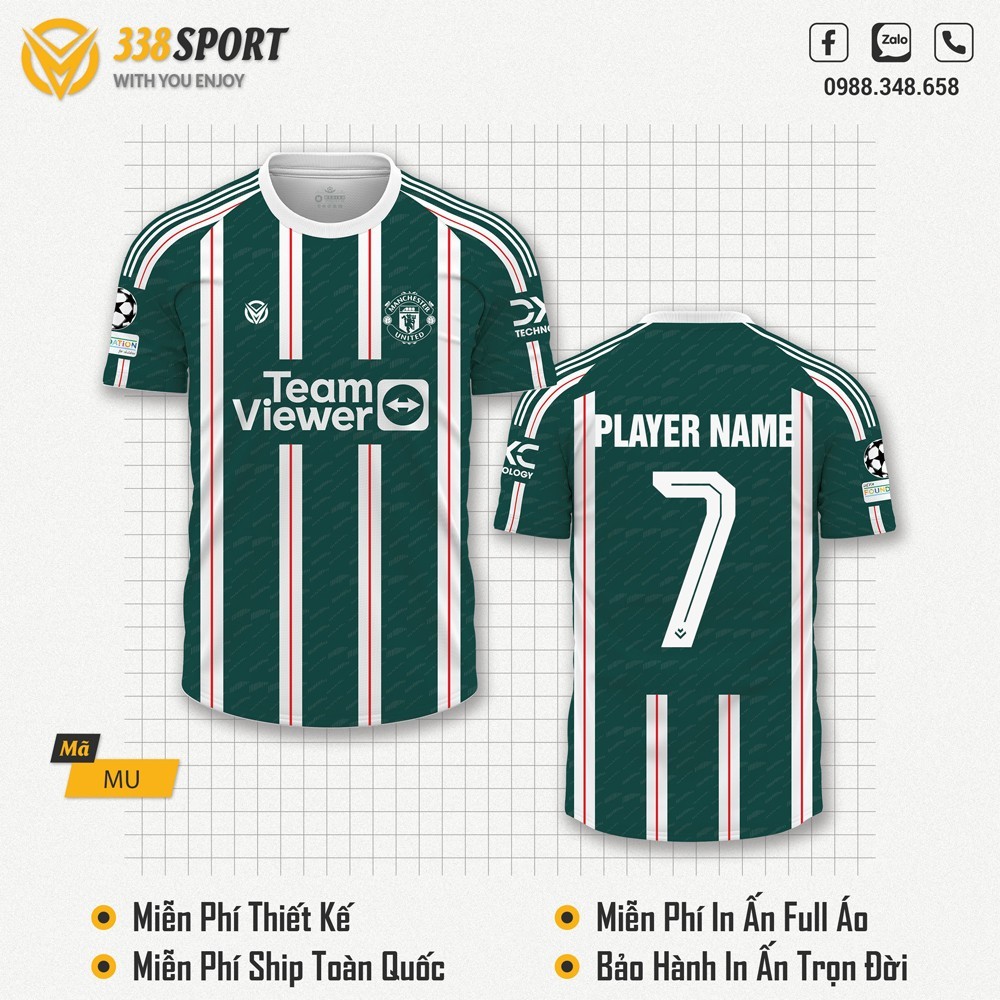 338SPORT
WITH YOU ENJOY
Zalo
0988.348.658
MANCHESTER
UNITED
DX
TECHNO
DATION
Team
Viewer
PLAYER NAME
XC
OLOGY
FOUND
7
Mã
MU
Miễn Phí Thiết Kế
Miễn Phí In Ấn Full Áo
Miễn Phí Ship Toàn Quốc
Bảo Hành In Ấn Trọn Đời